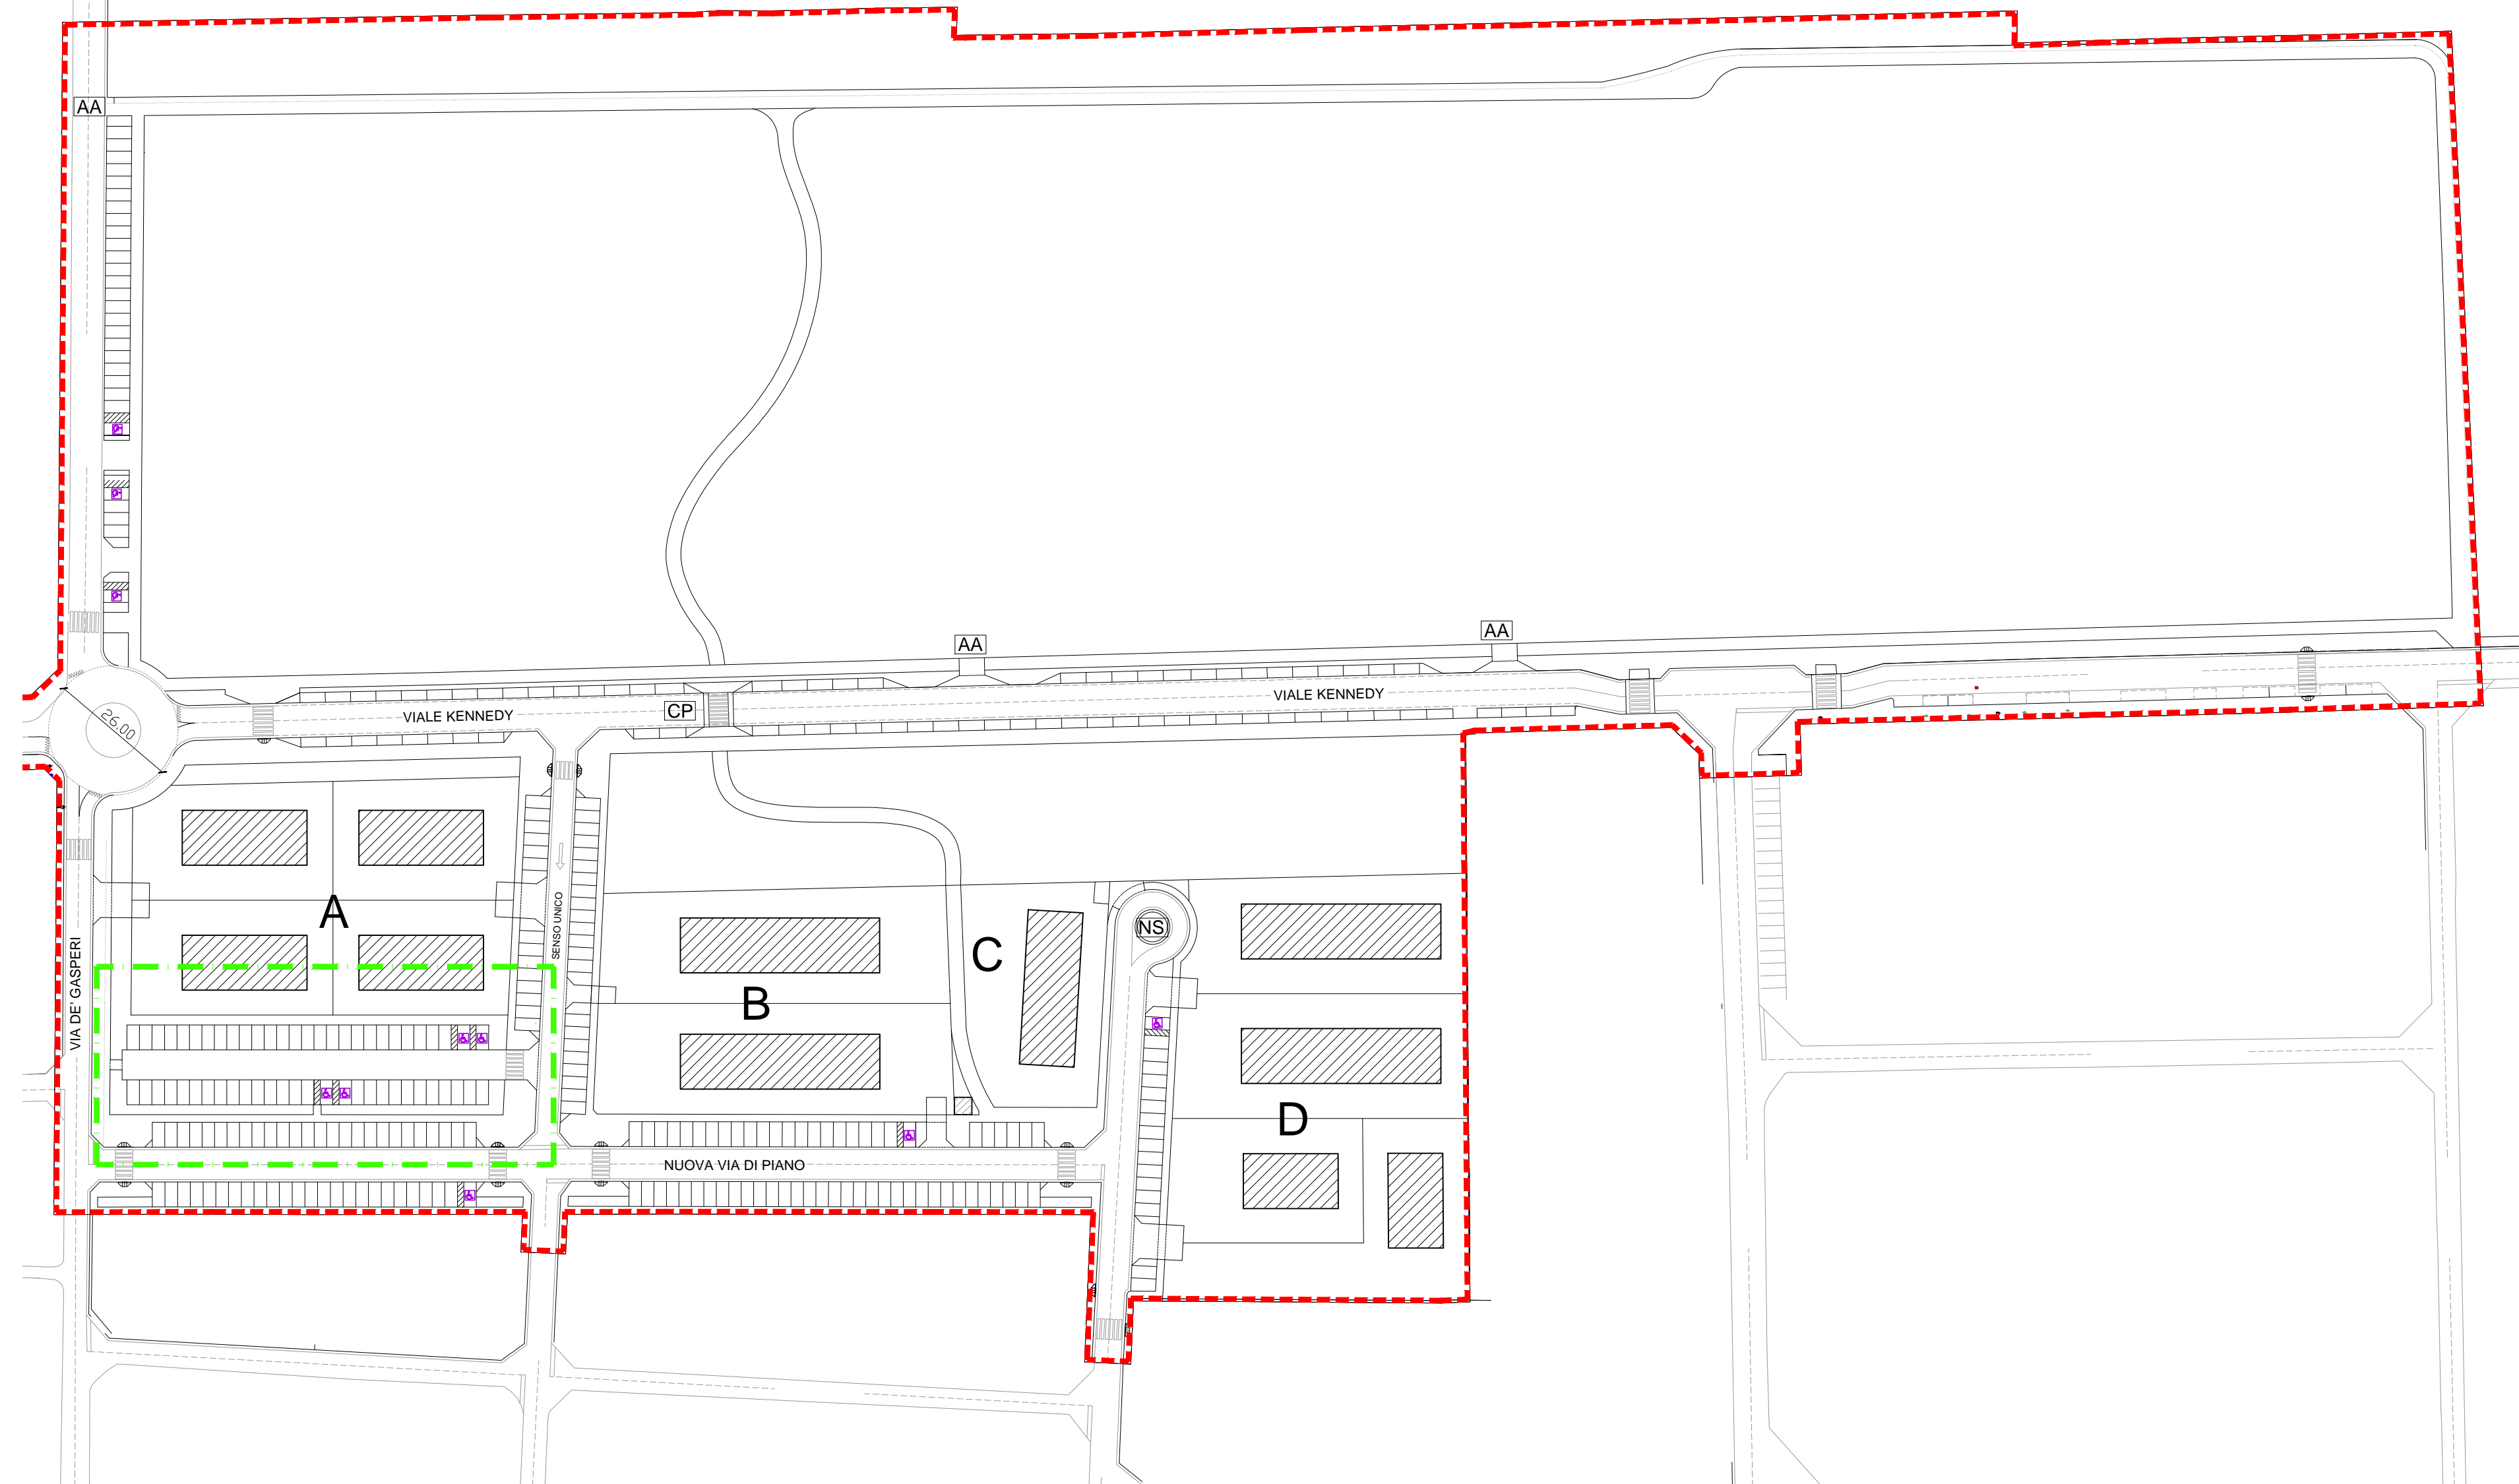 AA
AA
AA
VIALE KENNEDY
CP
VIALE KENNEDY
26.00
A
SENSO UNICO
NS
C
B
VIA DE' GASPERI
D
NUOVA VIA DI PIANO